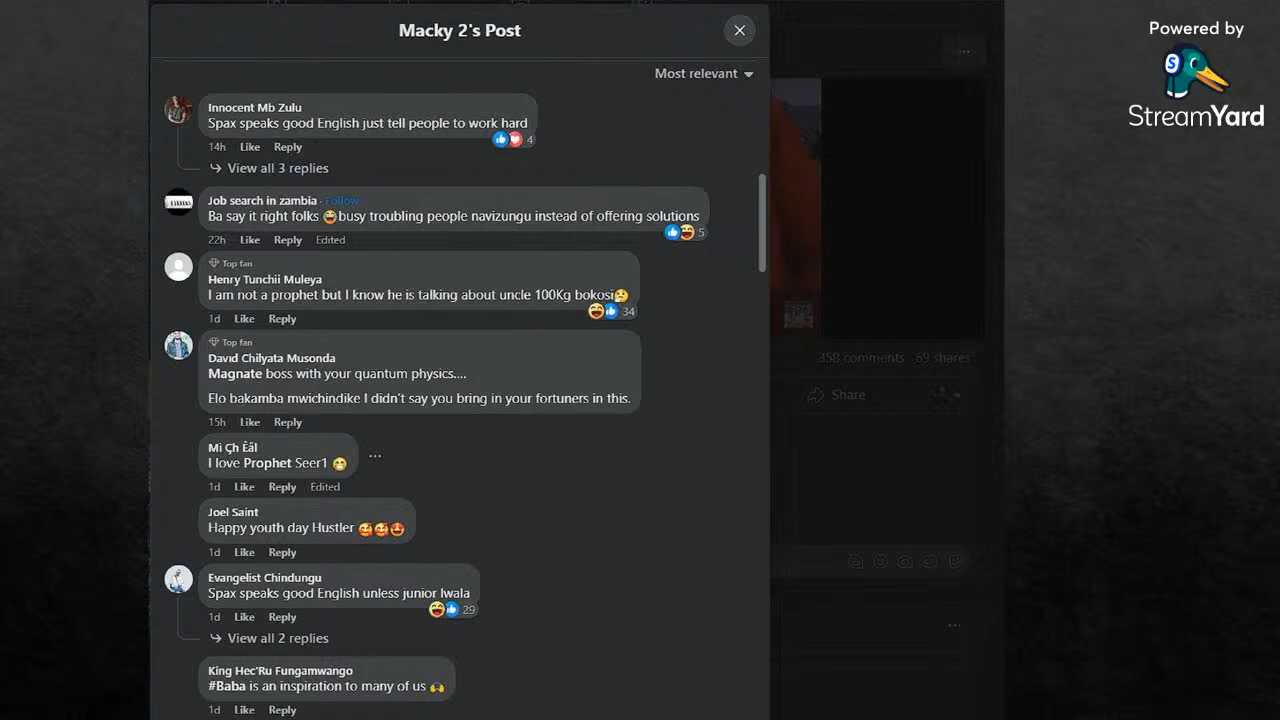 Macky 2's Post
Powered by
StreamYard
Most relevant
Innocent Mb Zulu
Spax speaks good English just tell people to work hard
4
14h Like Reply
View all 3 replies
Job search in zambia · Follow
Ba say it right folks 😂busy troubling people navizungu instead of offering solutions
5
22h Like Reply Edited
Top fan
Henry Tunchii Muleya
I am not a prophet but I know he is talking about uncle 100Kg bokosi🤔
34
1d Like Reply
Top fan
David Chilyata Musonda
Magnate boss with your quantum physics....
Elo bakamba mwichindike I didn't say you bring in your fortuners in this.
15h Like Reply
Mì Çh Êãl
I love Prophet Seer1 😁
1d Like Reply Edited
Joel Saint
Happy youth day Hustler 🥰🥰😍
1d Like Reply
Evangelist Chindungu
Spax speaks good English unless junior lwala
29
1d Like Reply
View all 2 replies
King Hec'Ru Fungamwango
#Baba is an inspiration to many of us 🙌
1d Like Reply
358 comments 69 shares
Share